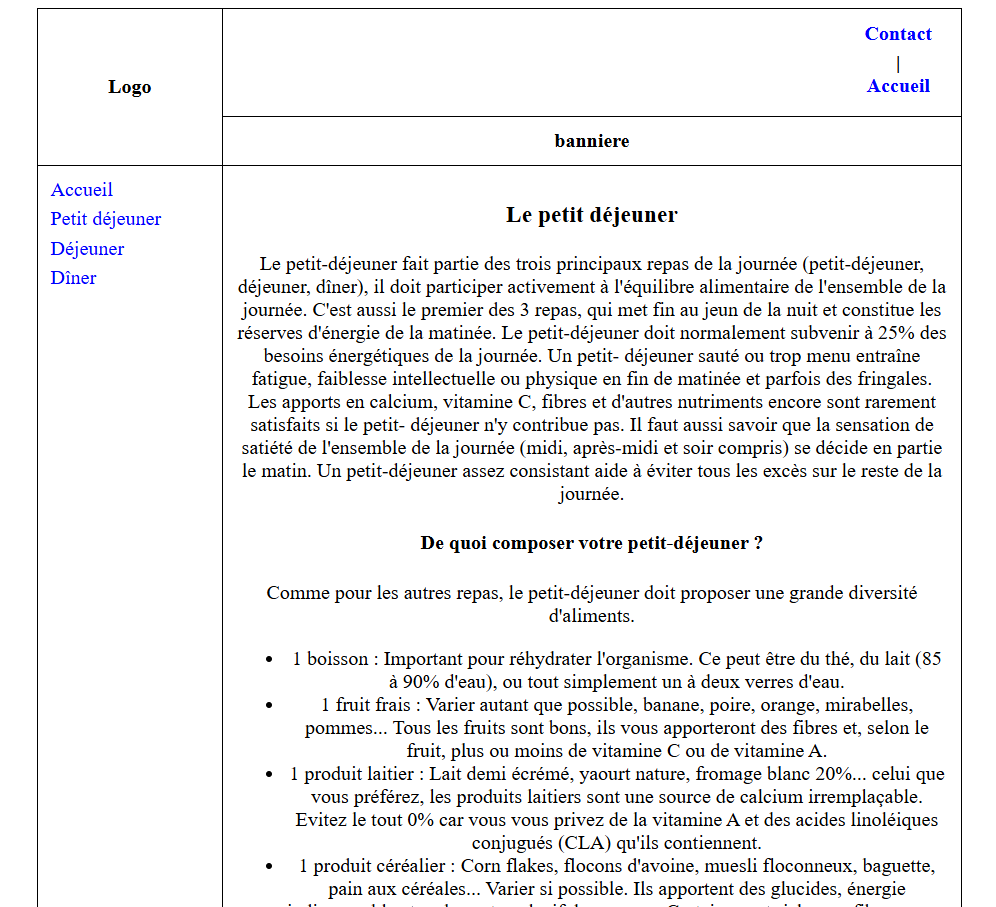 Contact
|
Accueil
Logo
banniere
Accueil
Petit déjeuner
Déjeuner
Dîner
Le petit déjeuner
Le petit-déjeuner fait partie des trois principaux repas de la journée (petit-déjeuner,
déjeuner, dîner), il doit participer activement à l'équilibre alimentaire de l'ensemble de la
journée. C'est aussi le premier des 3 repas, qui met fin au jeun de la nuit et constitue les
réserves d'énergie de la matinée. Le petit-déjeuner doit normalement subvenir à 25% des
besoins énergétiques de la journée. Un petit- déjeuner sauté ou trop menu entraîne
fatigue, faiblesse intellectuelle ou physique en fin de matinée et parfois des fringales.
Les apports en calcium, vitamine C, fibres et d'autres nutriments encore sont rarement
satisfaits si le petit- déjeuner n'y contribue pas. Il faut aussi savoir que la sensation de
satiété de l'ensemble de la journée (midi, après-midi et soir compris) se décide en partie
le matin. Un petit-déjeuner assez consistant aide à éviter tous les excès sur le reste de la
journée.
De quoi composer votre petit-déjeuner ?
Comme pour les autres repas, le petit-déjeuner doit proposer une grande diversité
d'aliments.
• 1 boisson : Important pour réhydrater l'organisme. Ce peut être du thé, du lait (85
à 90% d'eau), ou tout simplement un à deux verres d'eau.
• 1 fruit frais : Varier autant que possible, banane, poire, orange, mirabelles,
pommes... Tous les fruits sont bons, ils vous apporteront des fibres et, selon le
fruit, plus ou moins de vitamine C ou de vitamine A.
• 1 produit laitier : Lait demi écrémé, yaourt nature, fromage blanc 20%... celui que
vous préférez, les produits laitiers sont une source de calcium irremplaçable.
Evitez le tout 0% car vous vous privez de la vitamine A et des acides linoléiques
conjugués (CLA) qu'ils contiennent.
• 1 produit céréalier : Corn flakes, flocons d'avoine, muesli floconneux, baguette,
pain aux céréales... Varier si possible. Ils apportent des glucides, énergie